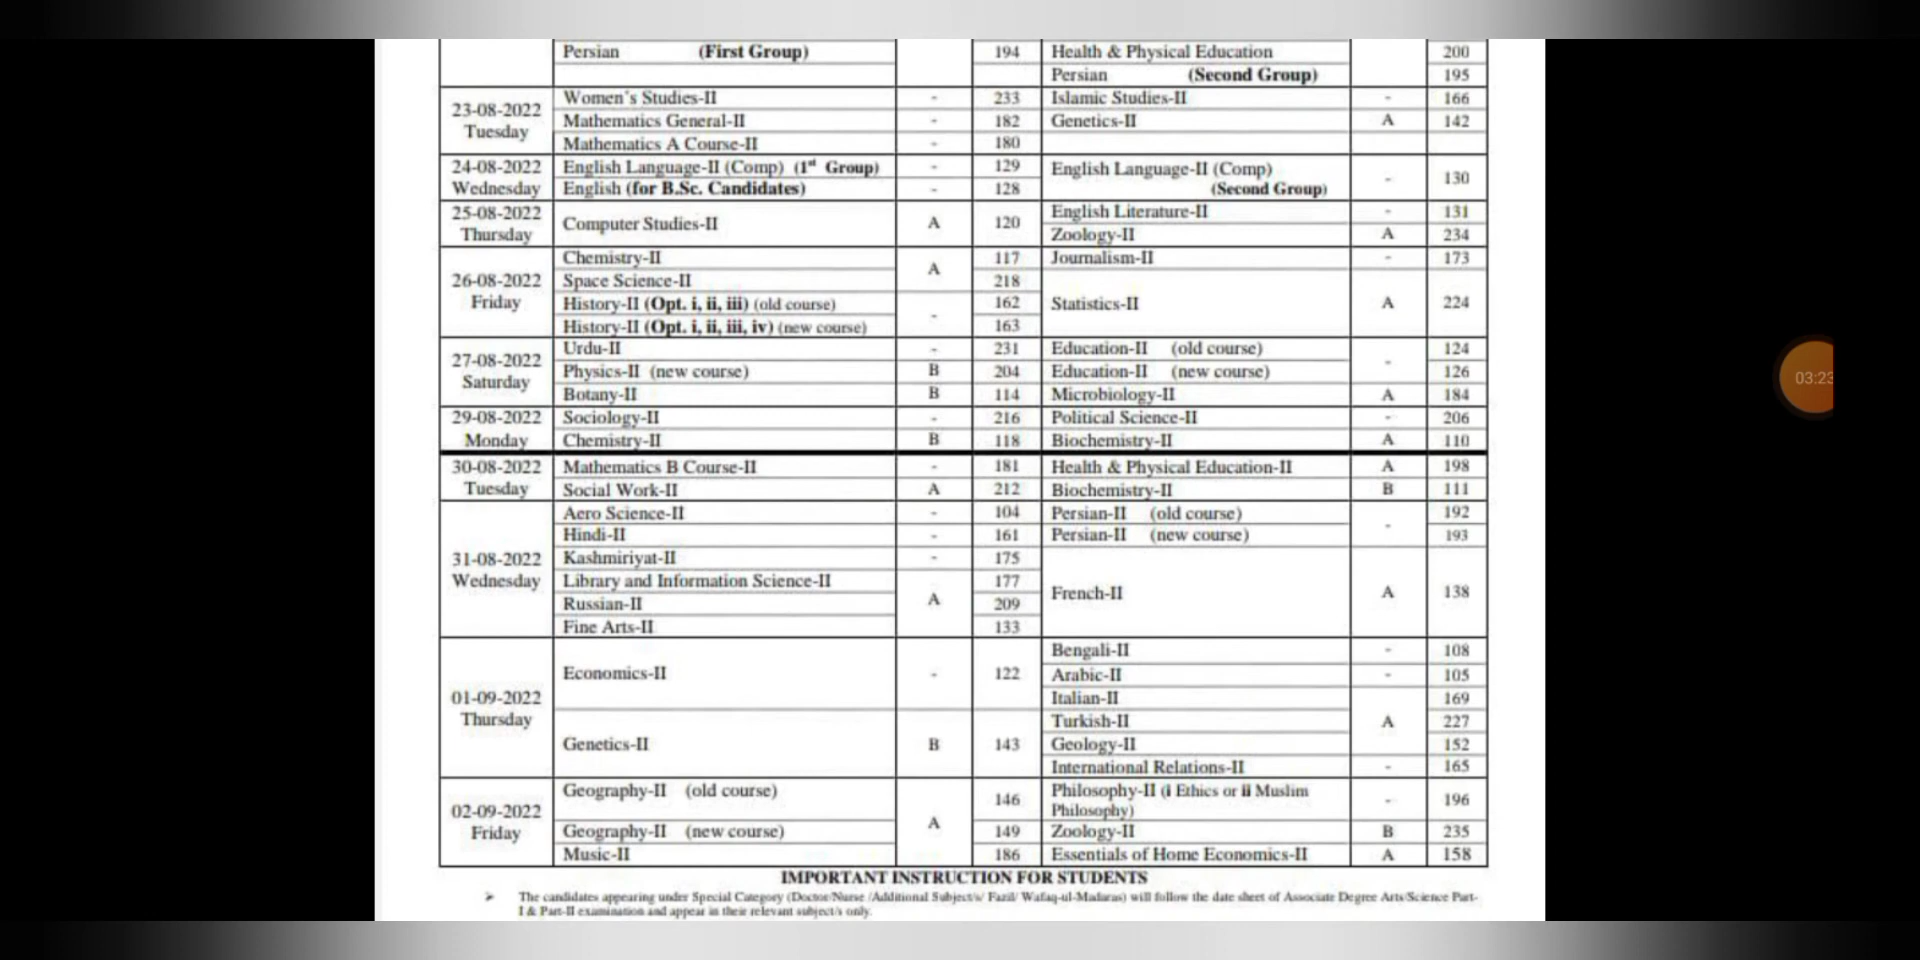 Persian (First Group) 194 Health & Physical Education 200
Persian (Second Group) 195
23-08-2022 Tuesday
Women's Studies-II - 233 Islamic Studies-II - 166
Mathematics General-II - 182 Genetics-II A 142
Mathematics A Course-II - 180
24-08-2022 Wednesday
English Language-II (Comp) (1st Group) - 129 English Language-II (Comp) (Second Group) - 130
English (for B.Sc. Candidates) - 128
25-08-2022 Thursday
Computer Studies-II A 120 English Literature-II - 131
Zoology-II A 234
26-08-2022 Friday
Chemistry-II A 117 Journalism-II - 173
Space Science-II 218 Statistics-II A 224
History-II (Opt. i, ii, iii) (old course) - 162
History-II (Opt. i, ii, iii, iv) (new course) 163
27-08-2022 Saturday
Urdu-II - 231 Education-II (old course) - 124
Physics-II (new course) B 204 Education-II (new course) 126
Botany-II B 114 Microbiology-II A 184
29-08-2022 Monday
Sociology-II - 216 Political Science-II - 206
Chemistry-II B 118 Biochemistry-II A 110
30-08-2022 Tuesday
Mathematics B Course-II - 181 Health & Physical Education-II A 198
Social Work-II A 212 Biochemistry-II B 111
31-08-2022 Wednesday
Aero Science-II - 104 Persian-II (old course) - 192
Hindi-II - 161 Persian-II (new course) 193
Kashmiriyat-II - 175 French-II A 138
Library and Information Science-II A 177
Russian-II 209
Fine Arts-II 133
01-09-2022 Thursday
Economics-II - 122 Bengali-II - 108
Arabic-II - 105
Italian-II A 169
Genetics-II B 143 Turkish-II 227
Geology-II 152
International Relations-II - 165
02-09-2022 Friday
Geography-II (old course) A 146 Philosophy-II (i Ethics or ii Muslim Philosophy) - 196
Geography-II (new course) 149 Zoology-II B 235
Music-II 186 Essentials of Home Economics-II A 158
IMPORTANT INSTRUCTION FOR STUDENTS
➢ The candidates appearing under Special Category (Doctor/Nurse /Additional Subject/s/ Fazil/ Wafaq-ul-Madaras) will follow the date sheet of Associate Degree Arts/Science Part-
I & Part-II examination and appear in their relevant subject/s only.
03:23